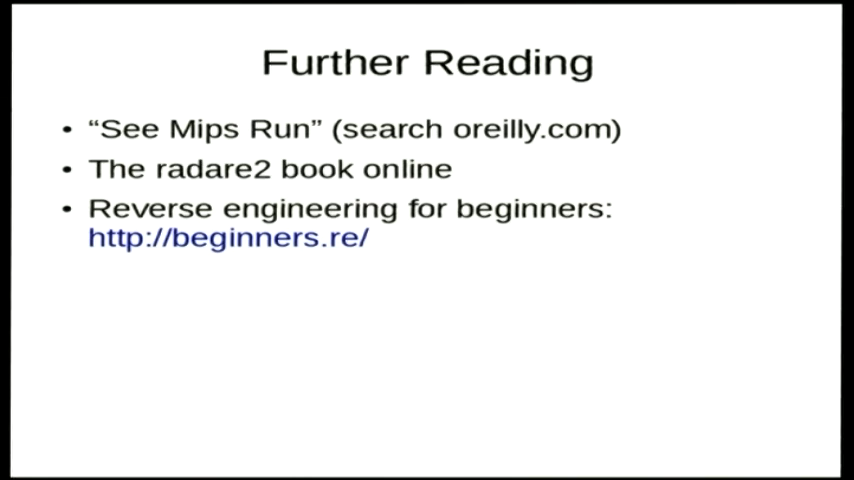 Further Reading
• “See Mips Run” (search oreilly.com)
• The radare2 book online
• Reverse engineering for beginners:
http://beginners.re/